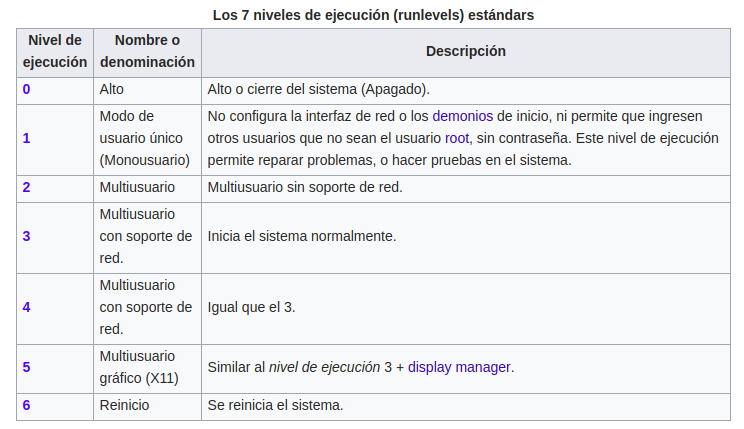 Los 7 niveles de ejecución (runlevels) estándars
Nivel de
ejecución
Nombre o
denominación
Descripción
0
Alto
Alto o cierre del sistema (Apagado).
1
Modo de
usuario único
(Monousuario)
No configura la interfaz de red o los demonios de inicio, ni permite que ingresen
otros usuarios que no sean el usuario root, sin contraseña. Este nivel de ejecución
permite reparar problemas, o hacer pruebas en el sistema.
2
Multiusuario
Multiusuario sin soporte de red.
3
Multiusuario
con soporte de
red.
Inicia el sistema normalmente.
4
Multiusuario
con soporte de
red.
Igual que el 3.
5
Multiusuario
gráfico (X11)
Similar al nivel de ejecución 3 + display manager.
6
Reinicio
Se reinicia el sistema.